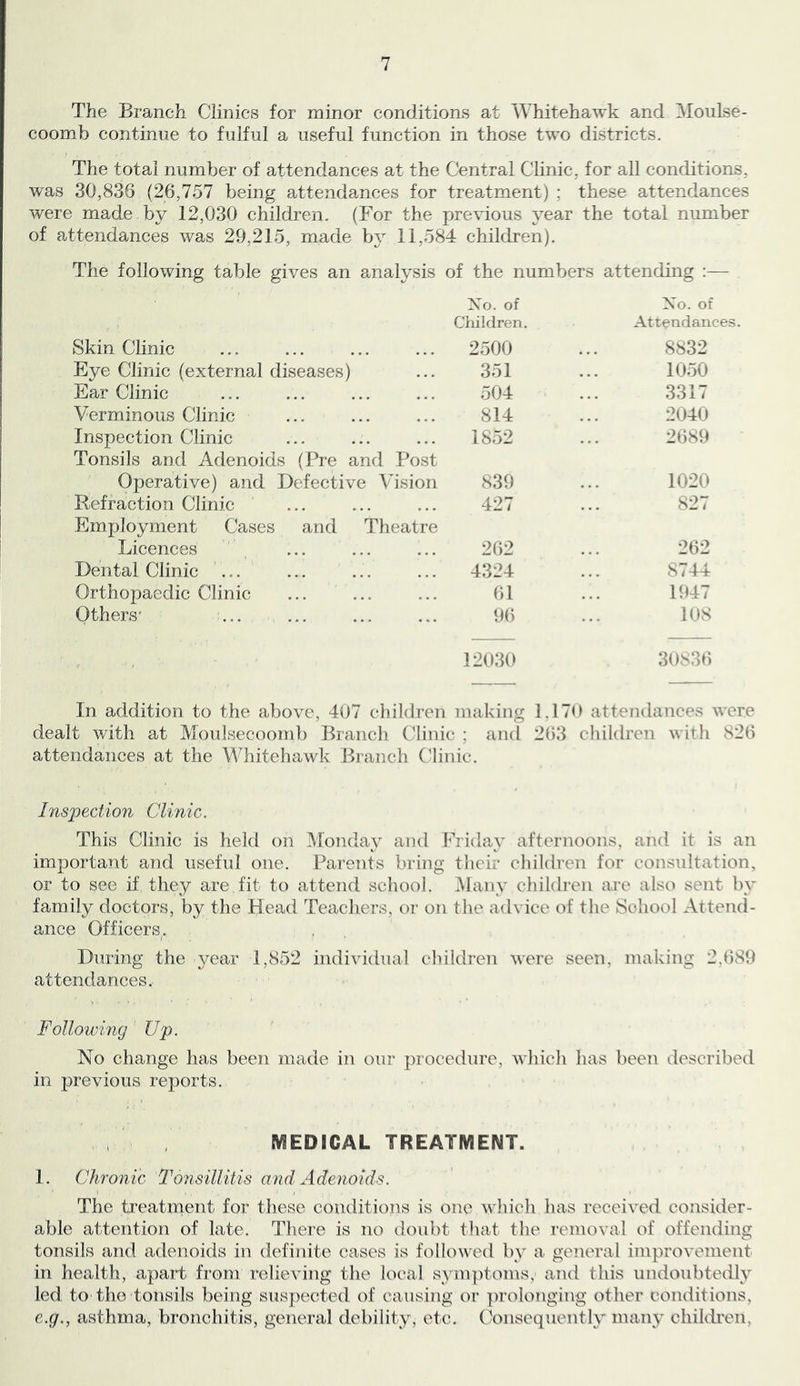 7
The Branch Clinics for minor conditions at Whitehawk and Moulse-
coomb continue to fulful a useful function in those two districts.
The total number of attendances at the Central Clinic, for all conditions,
was 30,836 (26,757 being attendances for treatment) ; these attendances
were made by 12,030 children. (For the previous year the total number
of attendances was 29,215, made by 11,584 children).
The following table gives an analysis of the numbers attending :—
No. of No. of
Children. Attendances.
Skin Clinic ... ... ... ... 2500 ... 8832
Eye Clinic (external diseases) ... 351 ... 1050
Ear Clinic ... ... ... ... 504 ... 3317
Verminous Clinic ... ... ... 814 ... 2040
Inspection Clinic ... ... ... 1852 ... 2689
Tonsils and Adenoids (Pre and Post
Operative) and Defective Vision 839 ... 1020
Refraction Clinic ... ... ... 427 ... 827
Employment Cases and Theatre
Licences ... ... ... 262 ... 262
Dental Clinic ... ... ... ... 4324 ... 8744
Orthopaedic Clinic ... ... ... 61 ... 1947
Others ... ... ... ... 96 ... 108
12030 30836
In addition to the above, 407 children making 1,170 attendances were
dealt with at Moulsecoomb Branch Clinic ; and 263 children with 826
attendances at the Whitehawk Branch Clinic.
Inspection Clinic.
This Clinic is held on Monday and Friday afternoons, and it is an
important and useful one. Parents bring their children for consultation,
or to see if they are fit to attend school. Many children are also sent by
family doctors, by the Head Teachers, or on the advice of the School Attend-
ance Officers.
During the year 1,852 individual children were seen, making 2,689
attendances.
Following Up.
No change has been made in our procedure, which has been described
in previous reports.
MEDICAL TREATMENT.
1. Chronic Tonsillitis and Adenoids.
The treatment for these conditions is one which has received consider-
able attention of late. There is no doubt that the removal of offending
tonsils and adenoids in definite cases is followed by a general improvement
in health, apart from relieving the local symptoms, and this undoubtedly
led to the tonsils being suspected of causing or prolonging other conditions,
e.g., asthma, bronchitis, general debility, etc. Consequently many children,